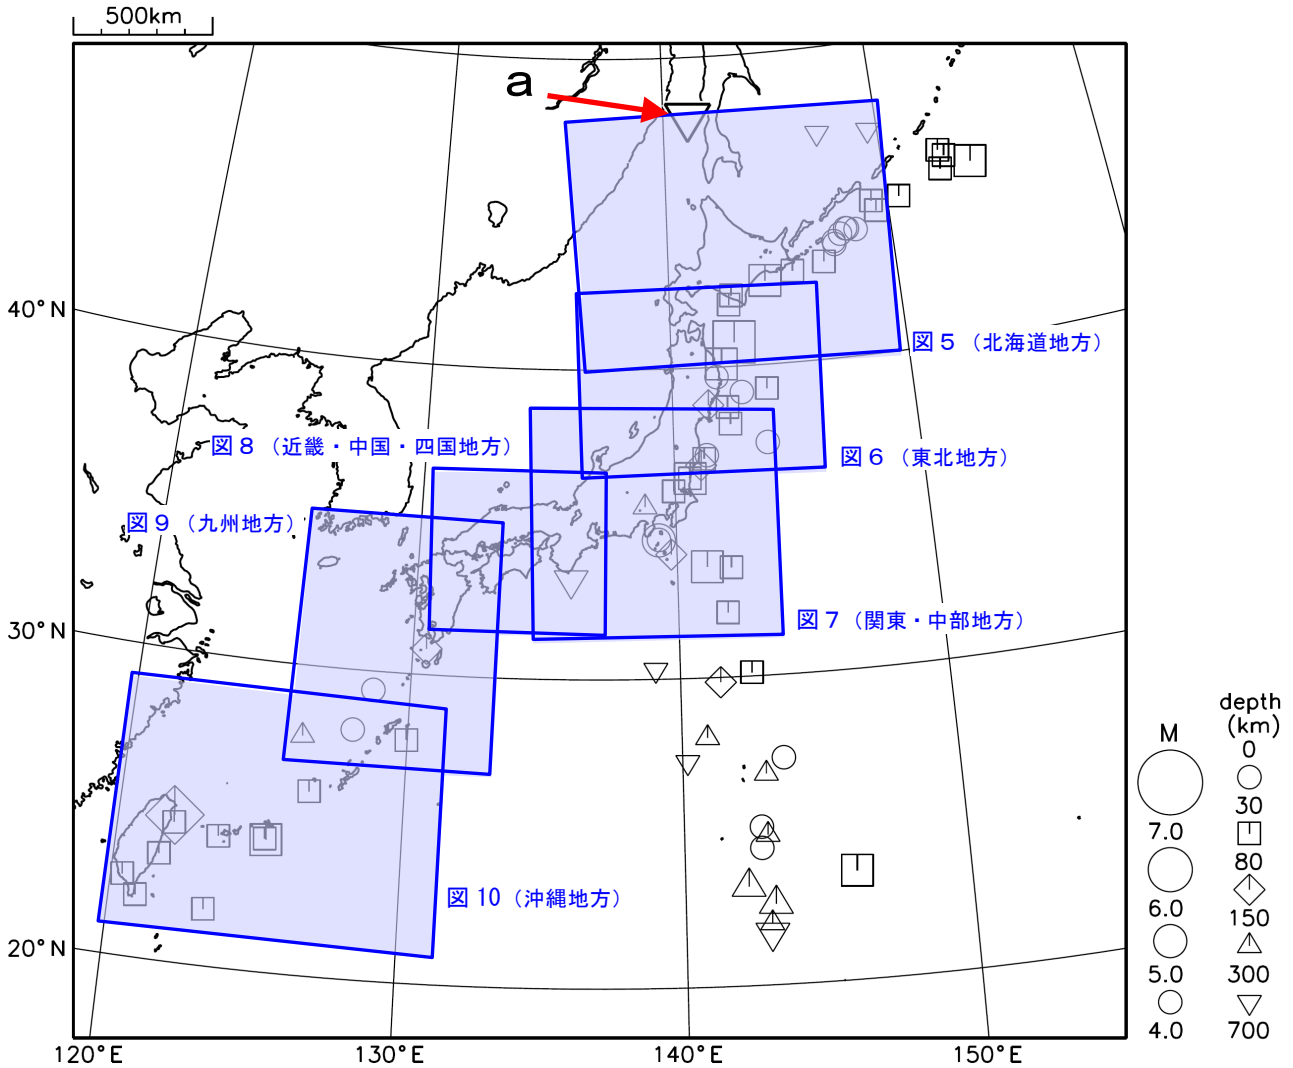 500km
a
40°N
図5（北海道地方）
図8（近畿・中国・四国地方）
図6（東北地方）
図9（九州地方）
図7（関東・中部地方）
30°N
図10（沖縄地方）
20°N
120°E
130°E
140°E
150°E
M
7.0
6.0
5.0
4.0
depth
(km)
0
30
80
150
300
700